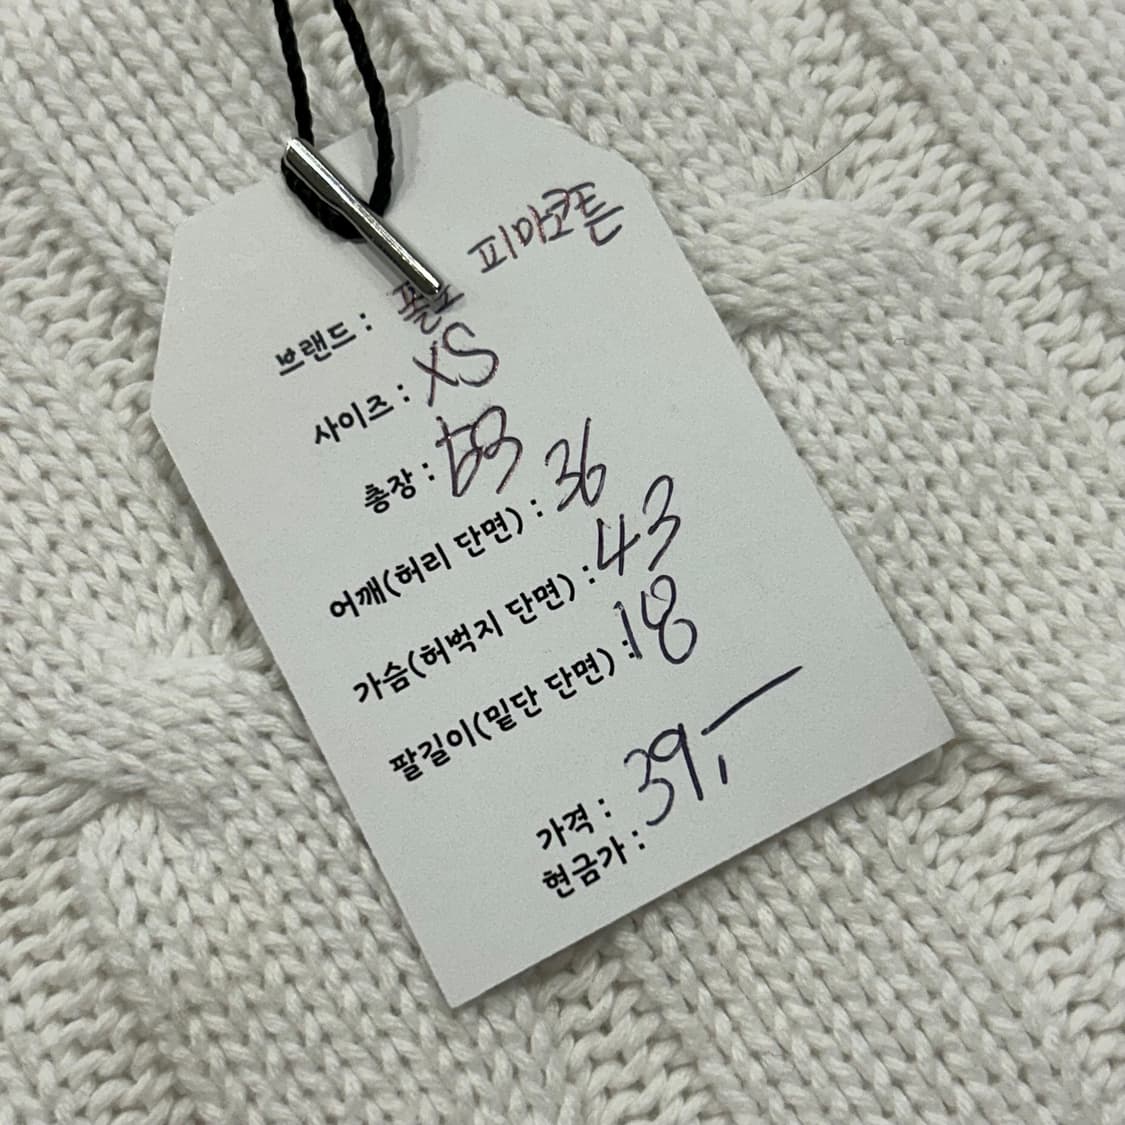 피마코튼
브랜드 : 폴로
사이즈 : XS
총장 : 53
어깨(허리 단면) : 36
가슴(허벅지 단면) : 43
팔길이(밑단 단면) : 18
가격 : 39,-
현금가 :